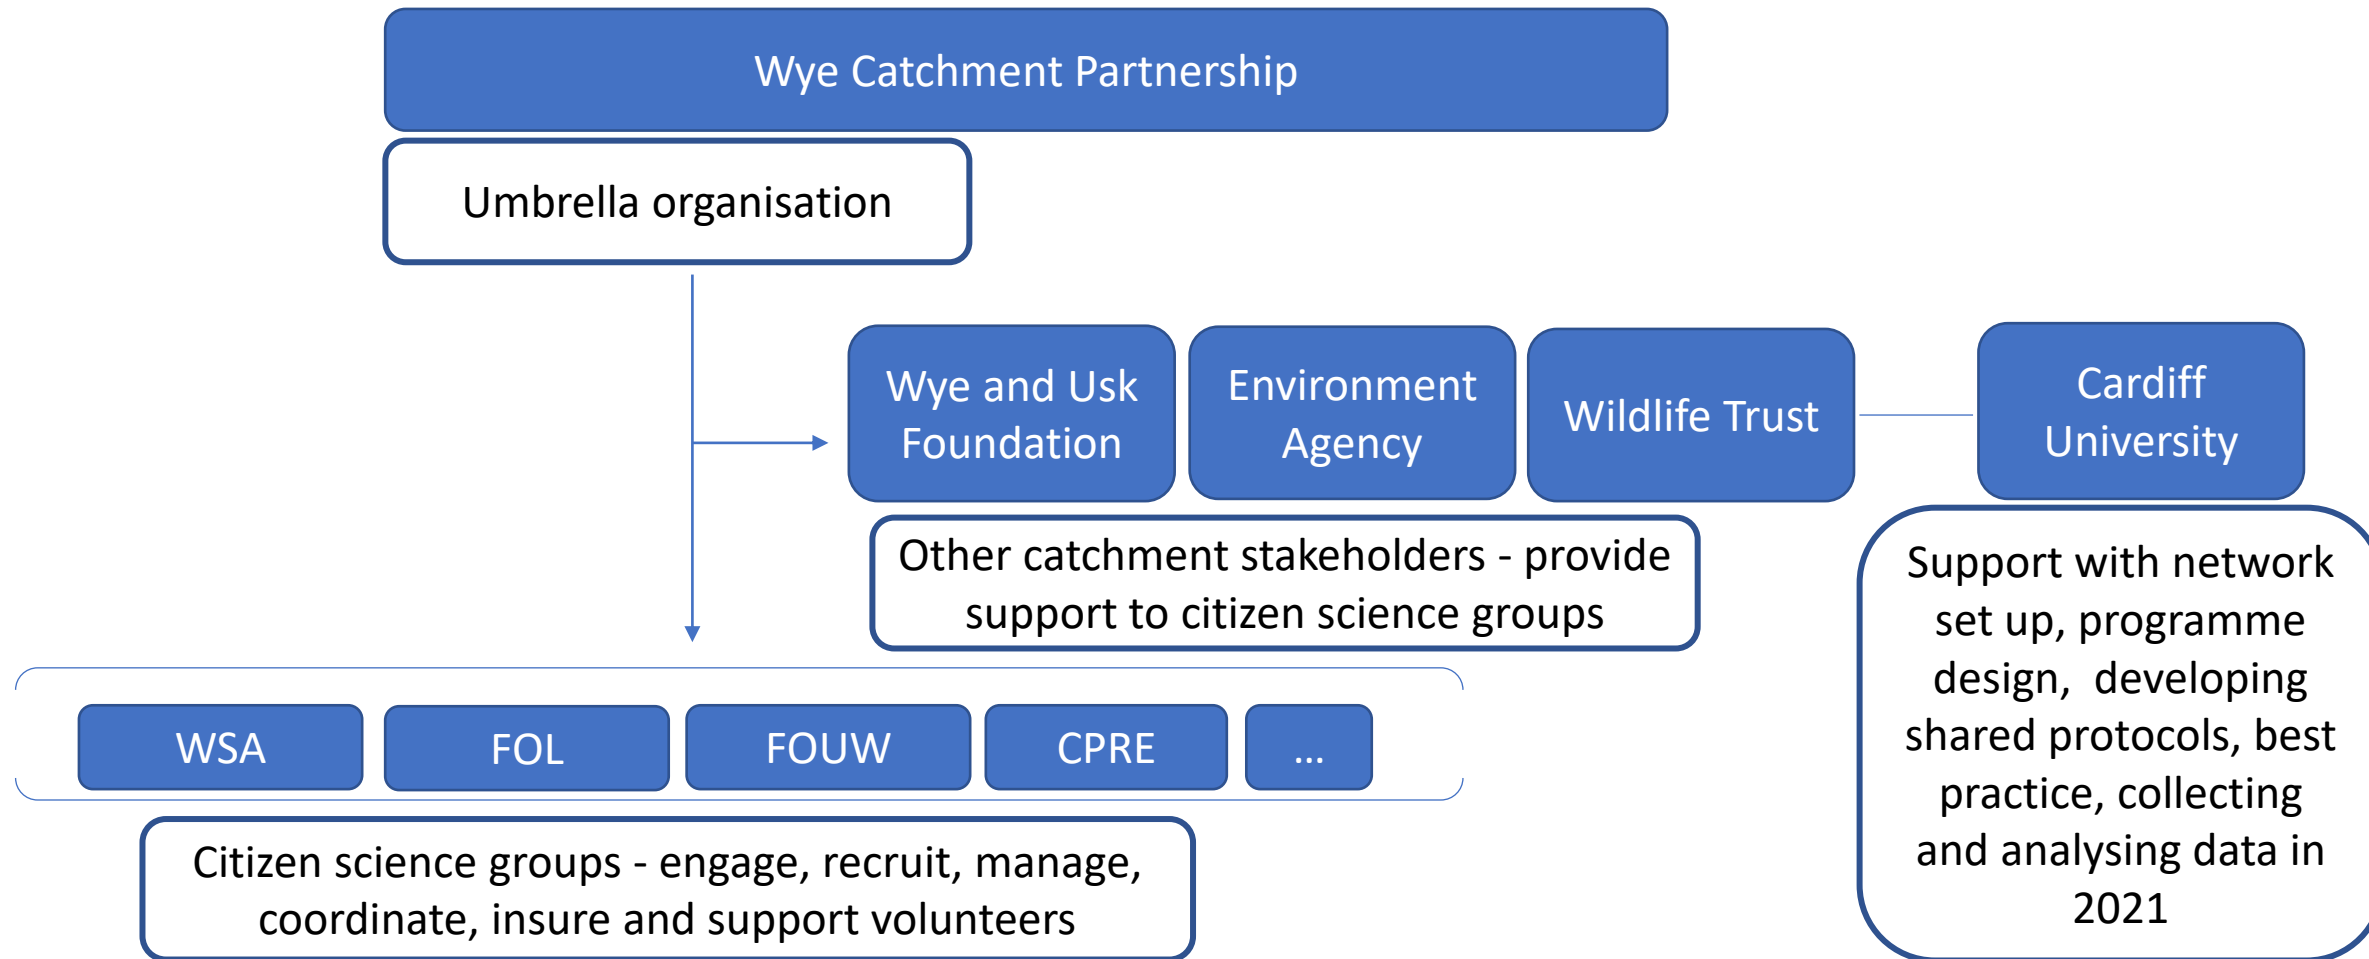 Wye Catchment Partnership
Umbrella organisation
Wye and Usk
Foundation
Environment
Agency
Wildlife Trust
Cardiff
University
Other catchment stakeholders - provide
support to citizen science groups
Support with network
set up, programme
design,  developing
shared protocols, best
practice, collecting
and analysing data in
2021
WSA
FOL
FOUW
CPRE
...
Citizen science groups - engage, recruit, manage,
coordinate, insure and support volunteers